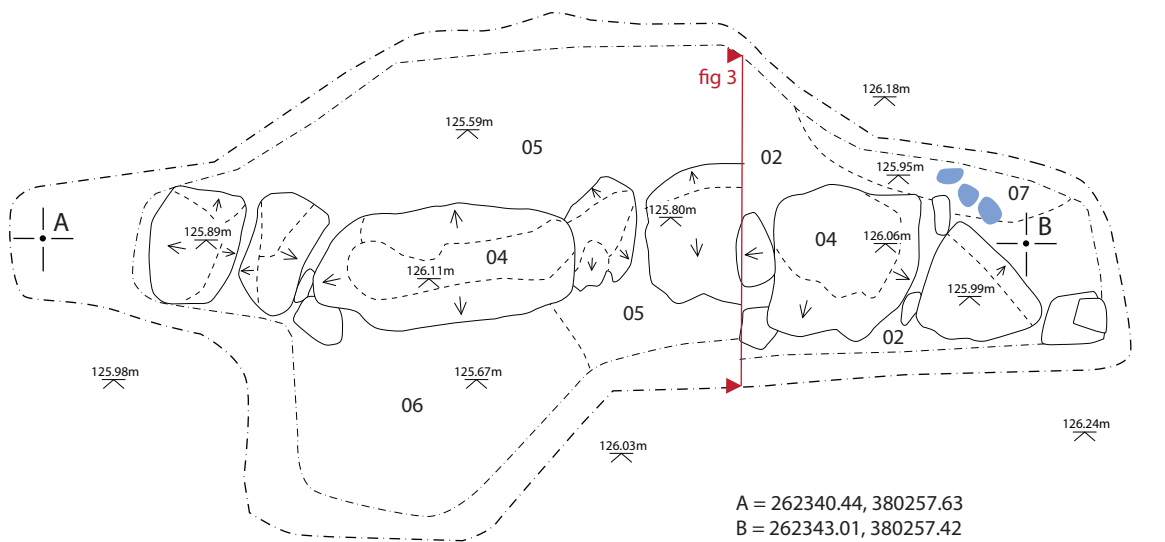 fig 3
126.18m
125.59m
05
02
125.95m
07
A
125.89m
125.80m
B
04
126.11m
04
126.06m
125.99m
05
02
125.98m
125.67m
06
126.03m
126.24m
A = 262340.44, 380257.63
B = 262343.01, 380257.42